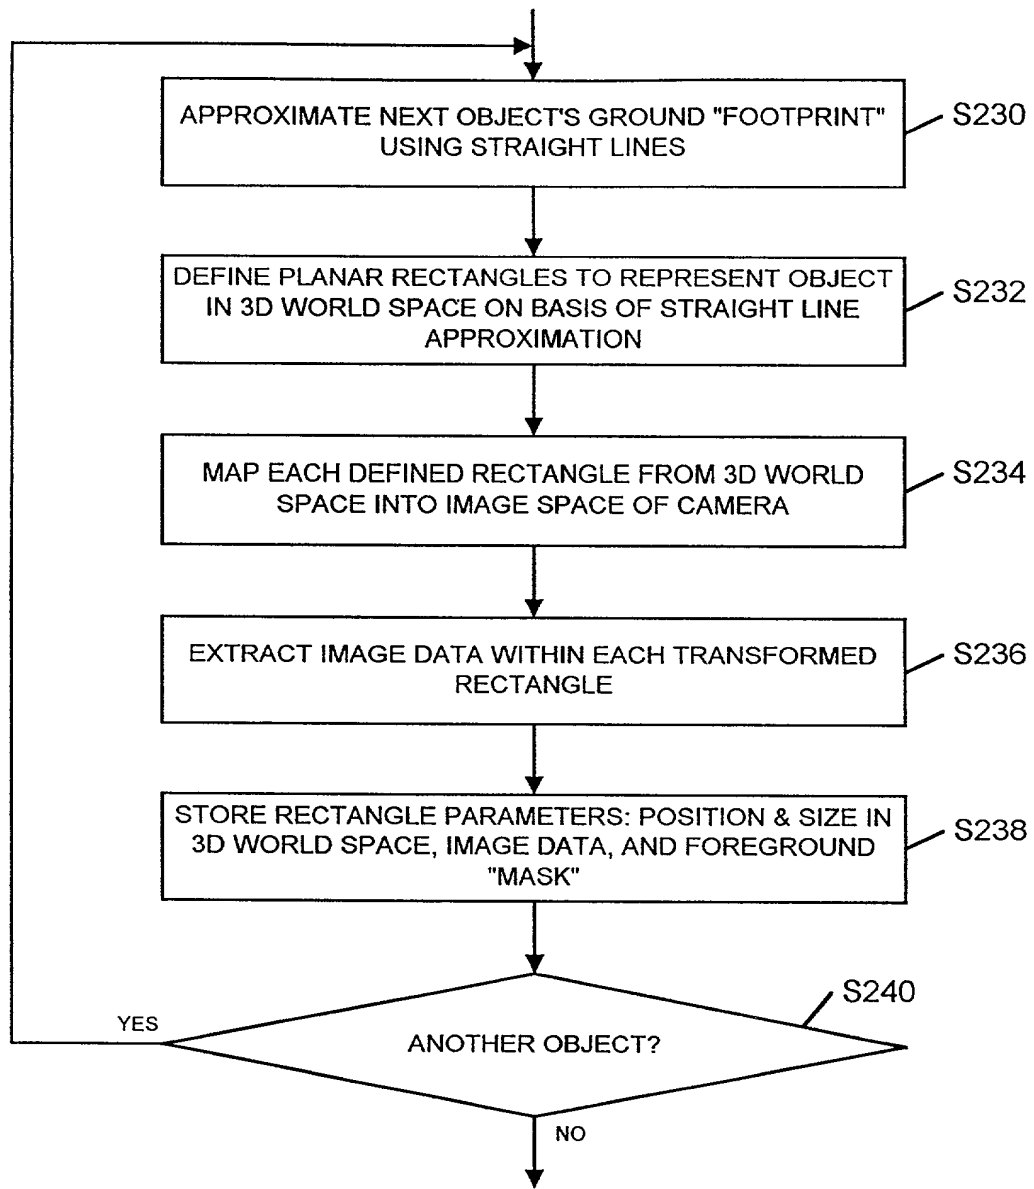 APPROXIMATE NEXT OBJECT'S GROUND "FOOTPRINT"
USING STRAIGHT LINES
S230
DEFINE PLANAR RECTANGLES TO REPRESENT OBJECT
IN 3D WORLD SPACE ON BASIS OF STRAIGHT LINE
APPROXIMATION
S232
MAP EACH DEFINED RECTANGLE FROM 3D WORLD
SPACE INTO IMAGE SPACE OF CAMERA
S234
EXTRACT IMAGE DATA WITHIN EACH TRANSFORMED
RECTANGLE
S236
STORE RECTANGLE PARAMETERS: POSITION & SIZE IN
3D WORLD SPACE, IMAGE DATA, AND FOREGROUND
"MASK"
S238
S240
YES
ANOTHER OBJECT?
NO